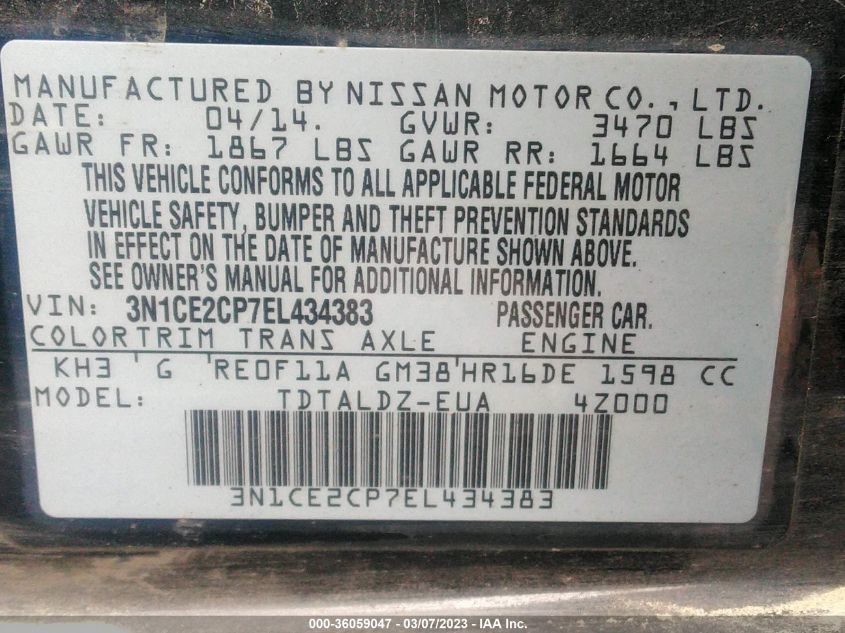 MANUFACTURED BY NISSAN MOTOR CO., LTD.
DATE: 04/14. GVWR: 3470 LBS
GAWR FR: 1867 LBS GAWR RR: 1664 LBS
THIS VEHICLE CONFORMS TO ALL APPLICABLE FEDERAL MOTOR
VEHICLE SAFETY, BUMPER AND THEFT PREVENTION STANDARDS
IN EFFECT ON THE DATE OF MANUFACTURE SHOWN ABOVE.
SEE OWNER'S MANUAL FOR ADDITIONAL INFORMATION.
VIN: 3N1CE2CP7EL434383 PASSENGER CAR.
COLORTRIM TRANS AXLE ENGINE
KH3 ' G 'RE0F11A GM38'HR16DE 1598 CC
MODEL: TDTALDZ-EUA 4Z000
3N1CE2CP7EL434383
000-36059047 - 03/07/2023 - IAA Inc.